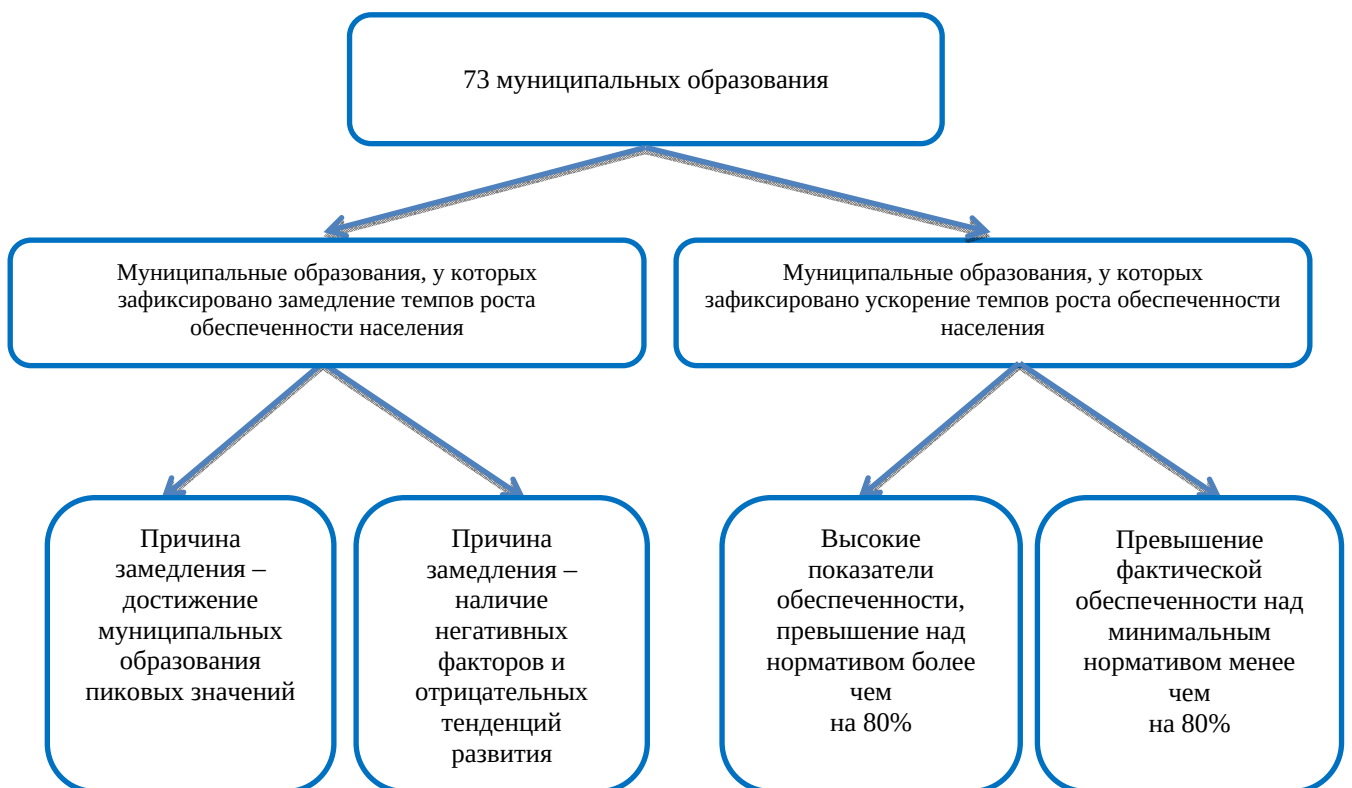 73 муниципальных образования
Муниципальные образования, у которых
зафиксировано замедление темпов роста
обеспеченности населения
Муниципальные образования, у которых
зафиксировано ускорение темпов роста обеспеченности
населения
Причина
замедления –
достижение
муниципальных
образования
пиковых значений
Причина
замедления –
наличие
негативных
факторов и
отрицательных
тенденций
развития
Высокие
показатели
обеспеченности,
превышение над
нормативом более
чем
на 80%
Превышение
фактической
обеспеченности над
минимальным
нормативом менее
чем
на 80%